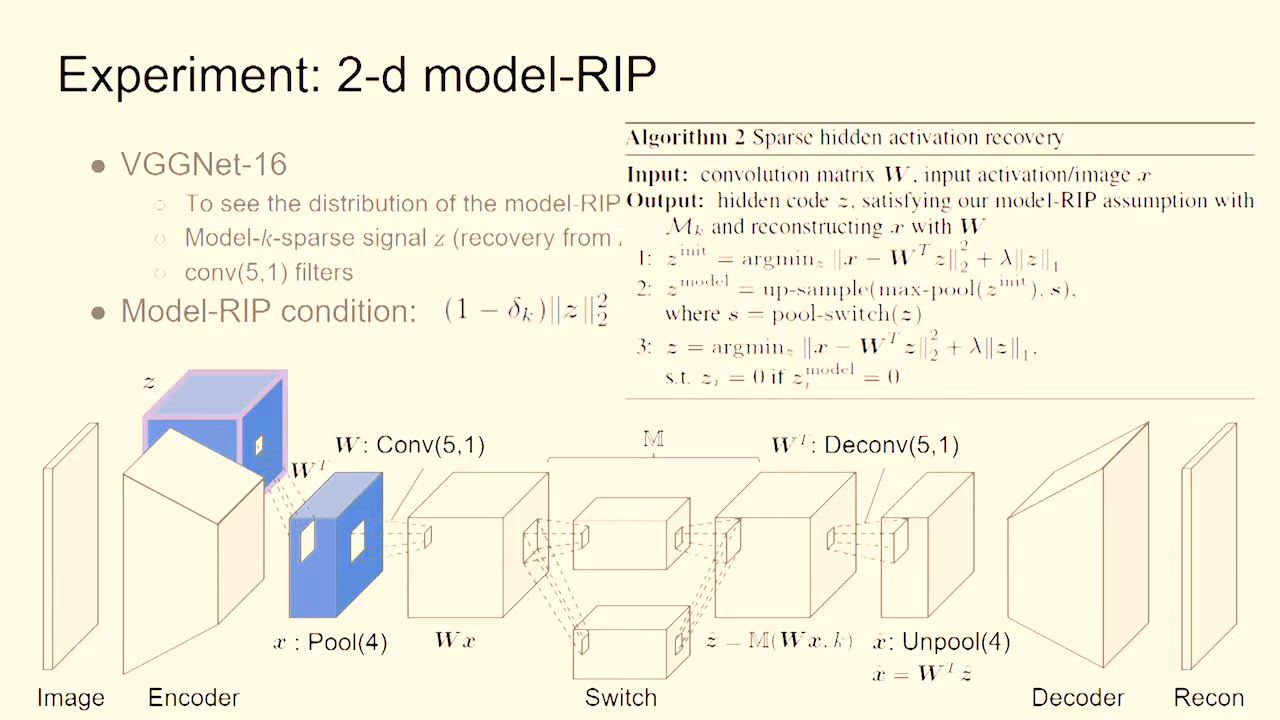 Experiment: 2-d model-RIP
● VGGNet-16
○ To see the distribution of the model-RIP
○ Model-k-sparse signal z (recovery from
○ conv(5,1) filters
● Model-RIP condition: (1 − δₖ)‖z‖₂²
Algorithm 2 Sparse hidden activation recovery
Input: convolution matrix W, input activation/image x
Output: hidden code z, satisfying our model-RIP assumption with
ℳₖ and reconstructing x with W
1: z^init = argmin_z ‖x − W^T z‖₂² + λ‖z‖₁
2: z^model = up-sample(max-pool(z^init), s),
where s = pool-switch(z)
3: z = argmin_z ‖x − W^T z‖₂² + λ‖z‖₁,
s.t. z_i = 0 if z_i^model = 0
z
W^T
W: Conv(5,1)
𝕄
W^T: Deconv(5,1)
x : Pool(4)
Wx
ẑ = 𝕄(Wx, k)
x̂: Unpool(4)
x̂ = W^T ẑ
Image
Encoder
Switch
Decoder
Recon